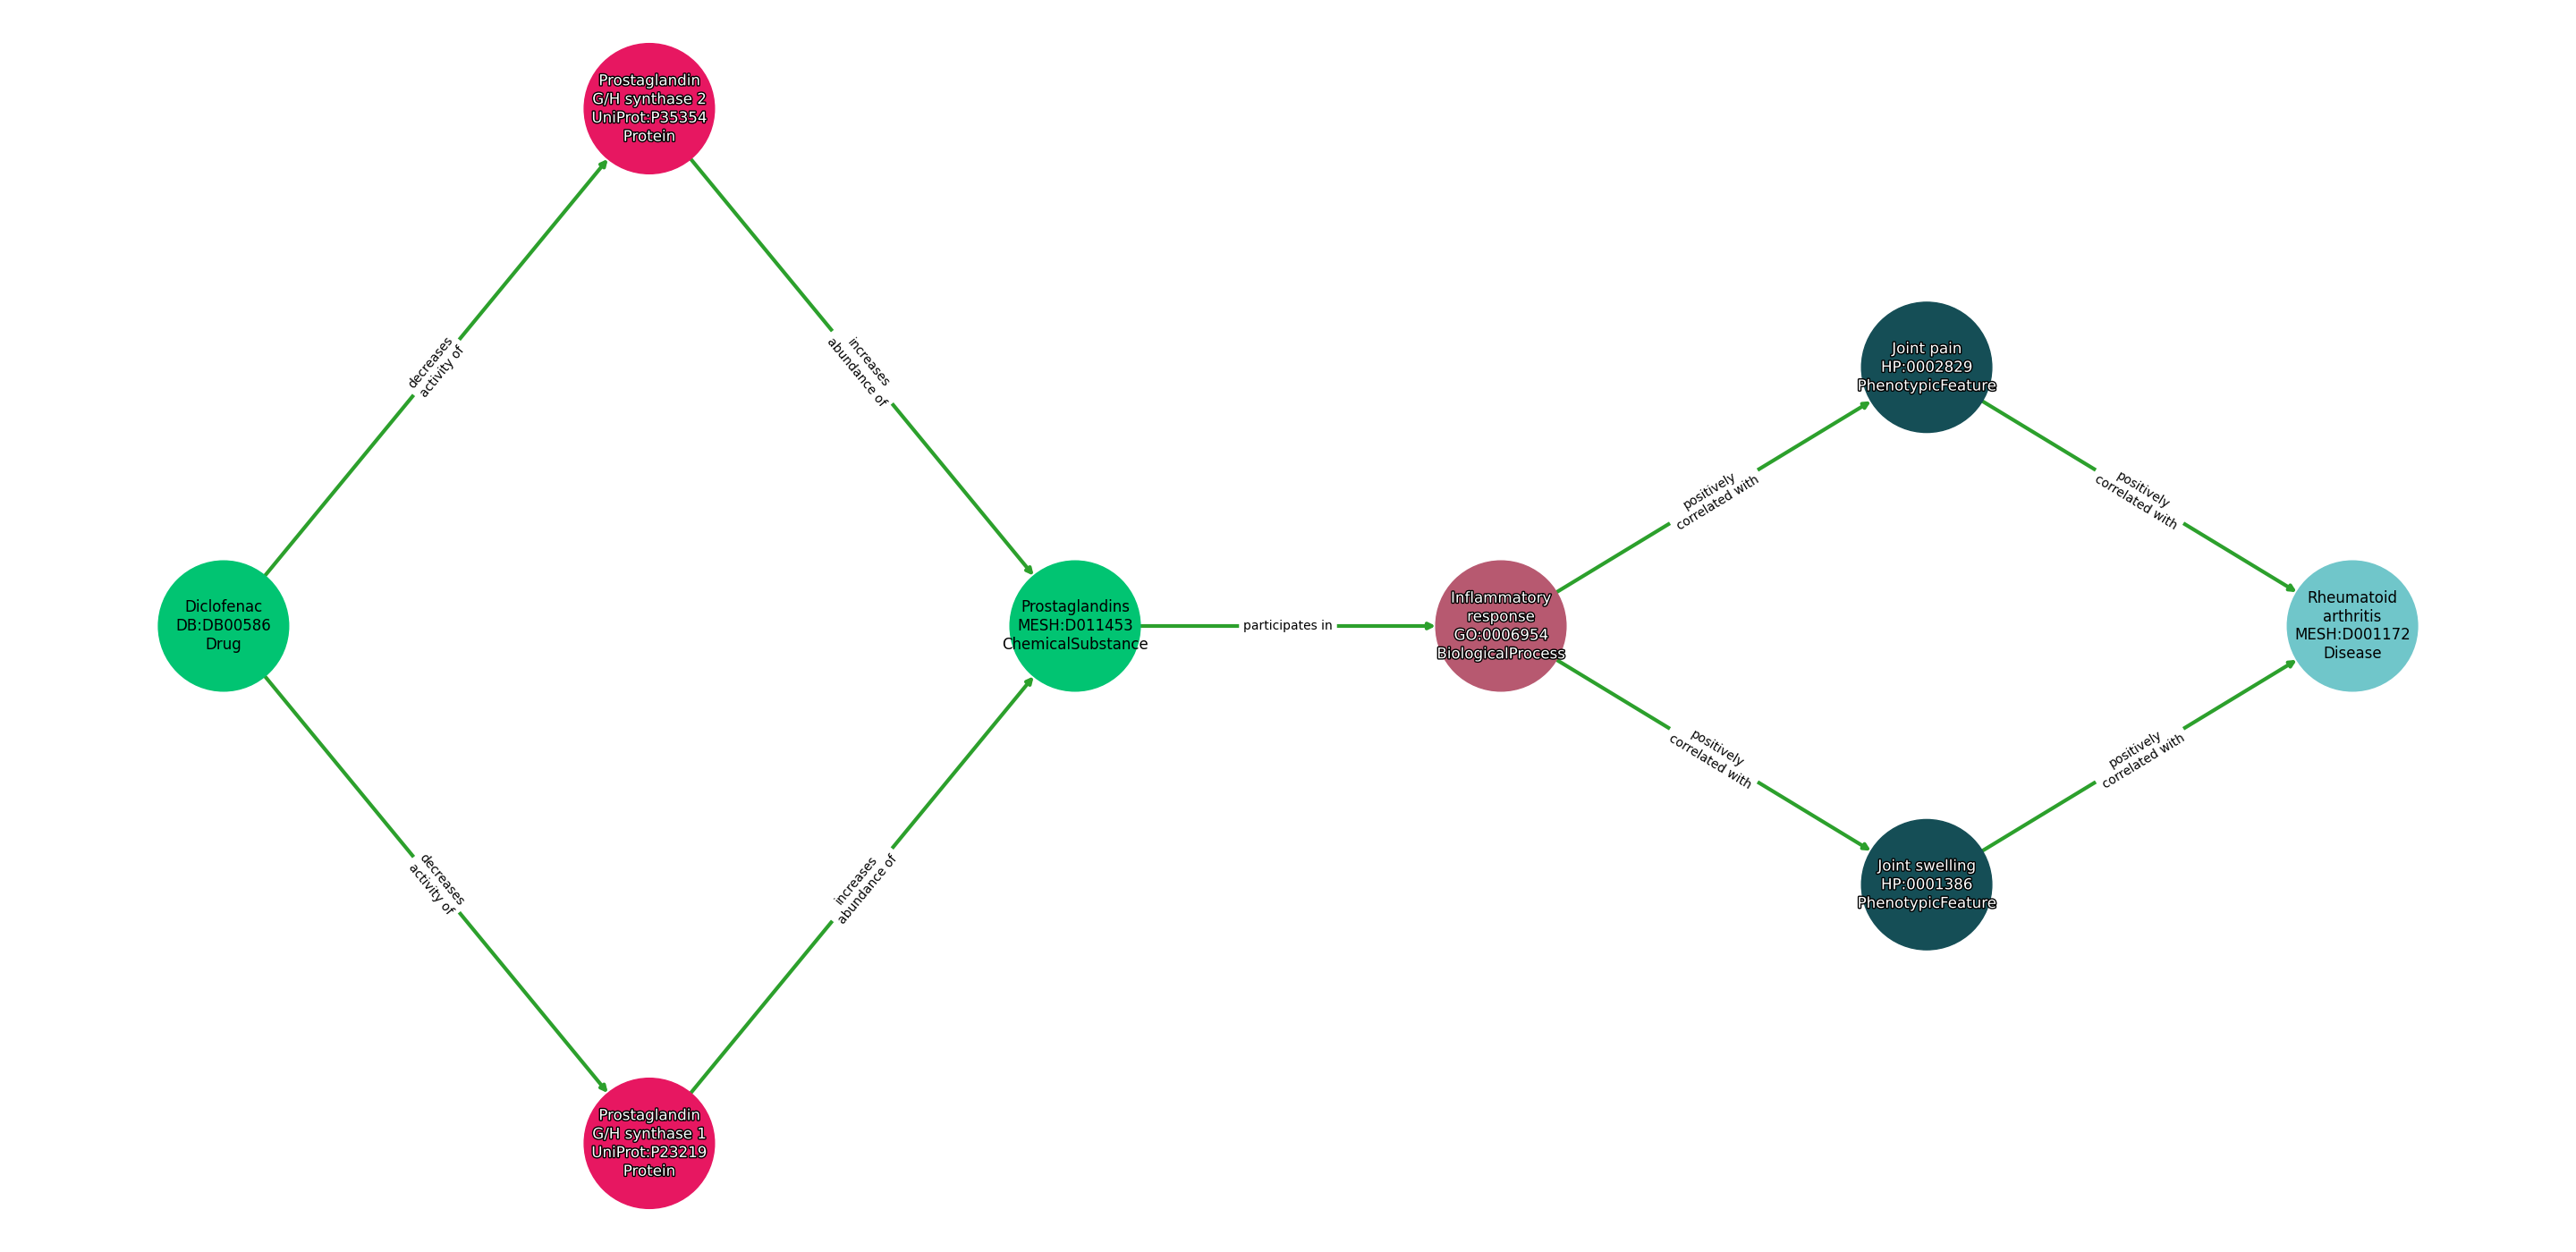 Prostaglandin
G/H synthase 2
UniProt:P35354
Protein
decreases
activity of
increases
abundance of
Joint pain
HP:0002829
PhenotypicFeature
positively
correlated with
positively
correlated with
Diclofenac
DB:DB00586
Drug
Prostaglandins
MESH:D011453
ChemicalSubstance
participates in
Inflammatory
response
GO:0006954
BiologicalProcess
Rheumatoid
arthritis
MESH:D001172
Disease
positively
correlated with
positively
correlated with
decreases
activity of
increases
abundance of
Joint swelling
HP:0001386
PhenotypicFeature
Prostaglandin
G/H synthase 1
UniProt:P23219
Protein